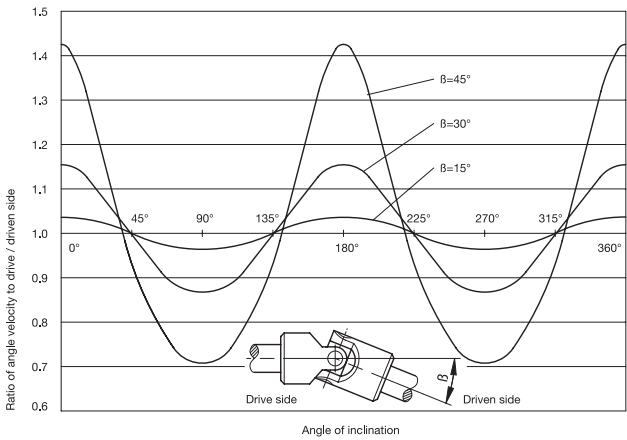 1.5
1.4
1.3
1.2
1.1
1.0
0.9
0.8
0.7
0.6
Ratio of angle velocity to drive / driven side
ß=45°
ß=30°
ß=15°
45° 90° 135° 225° 270° 315°
0° 180° 360°
Drive side
ß
Driven side
Angle of inclination